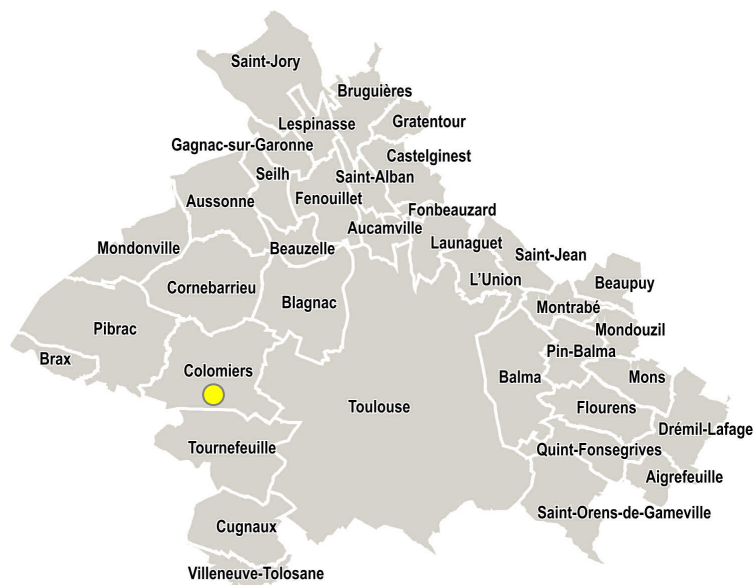 Saint-Jory
Bruguières
Lespinasse
Gratentour
Gagnac-sur-Garonne
Castelginest
Seilh
Saint-Alban
Aussonne
Fenouillet
Fonbeauzard
Aucamville
Launaguet
Mondonville
Beauzelle
Saint-Jean
L'Union
Beaupuy
Cornebarrieu
Blagnac
Montrabé
Pibrac
Mondouzil
Pin-Balma
Brax
Colomiers
Balma
Mons
Toulouse
Flourens
Drémil-Lafage
Tournefeuille
Quint-Fonsegrives
Aigrefeuille
Saint-Orens-de-Gameville
Cugnaux
Villeneuve-Tolosane